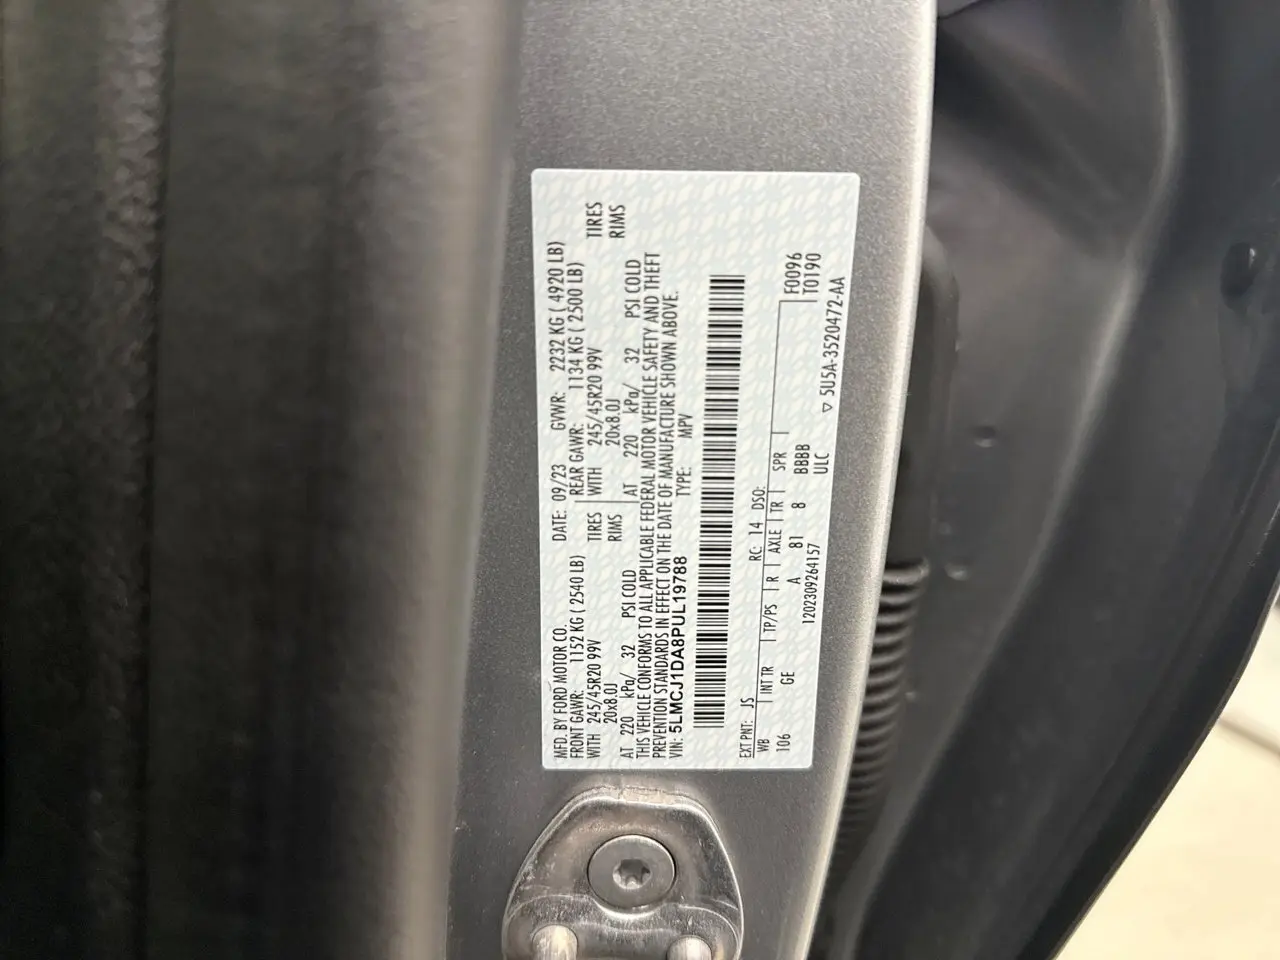 MFD. BY FORD MOTOR CO. DATE: 09/23 GVWR: 2232 KG ( 4920 LB)
FRONT GAWR: 1152 KG ( 2540 LB) REAR GAWR: 1134 KG ( 2500 LB)
WITH 245/45R20 99V TIRES WITH 245/45R20 99V TIRES
20x8.0J RIMS 20x8.0J RIMS
AT 220 kPa/ 32 PSI COLD AT 220 kPa/ 32 PSI COLD
THIS VEHICLE CONFORMS TO ALL APPLICABLE FEDERAL MOTOR VEHICLE SAFETY AND THEFT
PREVENTION STANDARDS IN EFFECT ON THE DATE OF MANUFACTURE SHOWN ABOVE.
VIN: 5LMCJ1DA8PUL19788 TYPE: MPV
EXT PNT: JS RC: 14 DSO:
WB INT TR TP/PS R AXLE TR SPR F0096
106 GE A 81 8 BBBB T0190
1202309264157 ULC
▽ 5U5A-3520472-AA